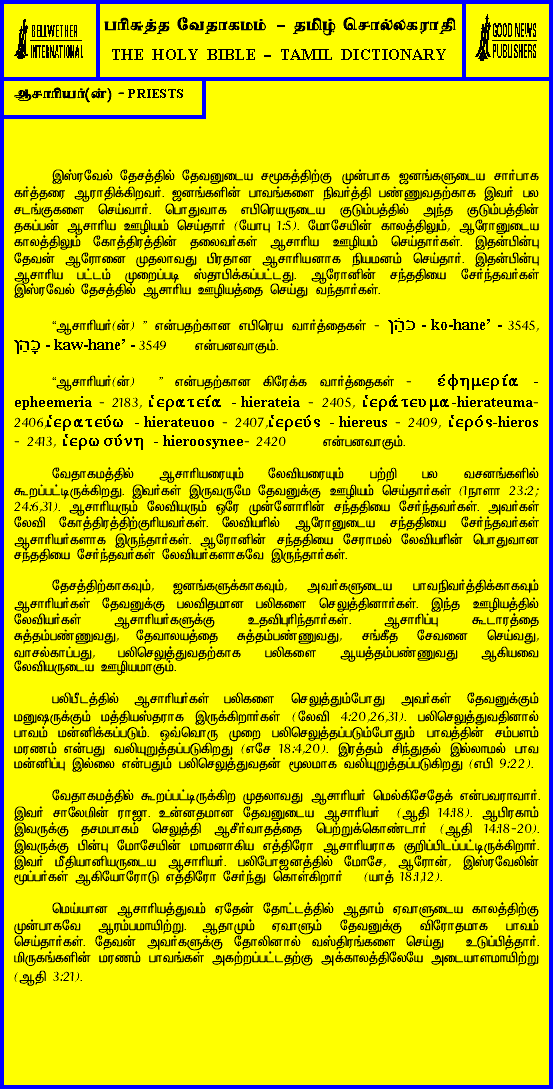 BELLWETHER
INTERNATIONAL
பரிசுத்த வேதாகமம் – தமிழ் சொல்லகராதி
THE HOLY BIBLE – TAMIL DICTIONARY
GOOD NEWS
PUBLISHERS
ஆசாரியர்(ன்) - PRIESTS
இஸ்ரவேல் தேசத்தில் தேவனுடைய சமூகத்திற்கு முன்பாக ஜனங்களுடைய சார்பாக
கர்த்தரை ஆராதிக்கிறவர். ஜனங்களின் பாவங்களை நிவர்த்தி பண்ணுவதற்காக இவர் பல
சடங்குகளை செய்வார். பொதுவாக எபிரெயருடைய குடும்பத்தில் அந்த குடும்பத்தின்
தகப்பன் ஆசாரிய ஊழியம் செய்தார் (யோபு 1:5). மோசேயின் காலத்திலும், ஆரோனுடைய
காலத்திலும் கோத்திரத்தின் தலைவர்கள் ஆசாரிய ஊழியம் செய்தார்கள். இதன்பின்பு
தேவன் ஆரோனை முதலாவது பிரதான ஆசாரியனாக நியமனம் செய்தார். இதன்பின்பு
ஆசாரிய பட்டம் முறைப்படி ஸ்தாபிக்கப்பட்டது. ஆரோனின் சந்ததியை சேர்ந்தவர்கள்
இஸ்ரவேல் தேசத்தில் ஆசாரிய ஊழியத்தை செய்து வந்தார்கள்.
“ஆசாரியர்(ன்) ” என்பதற்கான எபிரெய வார்த்தைகள் - כֹּהֵן - ko-hane’ - 3545,
כָּהַן - kaw-hane’ - 3549 என்பனவாகும்.
“ஆசாரியர்(ன்) ” என்பதற்கான கிரேக்க வார்த்தைகள் - ἐφημερία -
epheemeria - 2183, ἱερατεία - hierateia - 2405, ἱεράτευμα-hierateuma-
2406,ἱερατεύω - hierateuoo - 2407,ἱερεύς - hiereus - 2409, ἱερός-hieros
- 2413, ἱερωσύνη - hieroosynee- 2420 என்பனவாகும்.
வேதாகமத்தில் ஆசாரியரையும் லேவியரையும் பற்றி பல வசனங்களில்
கூறப்பட்டிருக்கிறது. இவர்கள் இருவருமே தேவனுக்கு ஊழியம் செய்தார்கள் (1நாளா 23:2;
24:6,31). ஆசாரியரும் லேவியரும் ஒரே முன்னோரின் சந்ததியை சேர்ந்தவர்கள். அவர்கள்
லேவி கோத்திரத்திற்குரியவர்கள். லேவியரில் ஆரோனுடைய சந்ததியை சேர்ந்தவர்கள்
ஆசாரியர்களாக இருந்தார்கள். ஆரோனின் சந்ததியை சேராமல் லேவியரின் பொதுவான
சந்ததியை சேர்ந்தவர்கள் லேவியர்களாகவே இருந்தார்கள்.
தேசத்திற்காகவும், ஜனங்களுக்காகவும், அவர்களுடைய பாவநிவர்த்திக்காகவும்
ஆசாரியர்கள் தேவனுக்கு பலவிதமான பலிகளை செலுத்தினார்கள். இந்த ஊழியத்தில்
லேவியர்கள் ஆசாரியர்களுக்கு உதவிபுரிந்தார்கள். ஆசாரிப்பு கூடாரத்தை
சுத்தம்பண்ணுவது, தேவாலயத்தை சுத்தம்பண்ணுவது, சங்கீத சேவனை செய்வது,
வாசல்காப்பது, பலிசெலுத்துவதற்காக பலிகளை ஆயத்தம்பண்ணுவது ஆகியவை
லேவியருடைய ஊழியமாகும்.
பலிபீடத்தில் ஆசாரியர்கள் பலிகளை செலுத்தும்போது அவர்கள் தேவனுக்கும்
மனுஷருக்கும் மத்தியஸ்தராக இருக்கிறார்கள் (லேவி 4:20,26,31). பலிசெலுத்துவதினால்
பாவம் மன்னிக்கப்படும். ஒவ்வொரு முறை பலிசெலுத்தப்படும்போதும் பாவத்தின் சம்பளம்
மரணம் என்பது வலியுறுத்தப்படுகிறது (எசே 18:4,20). இரத்தம் சிந்துதல் இல்லாமல் பாவ
மன்னிப்பு இல்லை என்பதும் பலிசெலுத்துவதன் மூலமாக வலியுறுத்தப்படுகிறது (எபி 9:22).
வேதாகமத்தில் கூறப்பட்டிருக்கிற முதலாவது ஆசாரியர் மெல்கிசேதேக் என்பவராவார்.
இவர் சாலேமின் ராஜா. உன்னதமான தேவனுடைய ஆசாரியர் (ஆதி 14:18). ஆபிரகாம்
இவருக்கு தசமபாகம் செலுத்தி ஆசீர்வாதத்தை பெற்றுக்கொண்டார் (ஆதி 14:18-20).
இவருக்கு பின்பு மோசேயின் மாமனாகிய எத்திரோ ஆசாரியராக குறிப்பிடப்பட்டிருக்கிறார்.
இவர் மீதியானியருடைய ஆசாரியர். பலிபோஜனத்தில் மோசே, ஆரோன், இஸ்ரவேலின்
மூப்பர்கள் ஆகியோரோடு எத்திரோ சேர்ந்து கொள்கிறார் (யாத் 18:1,12).
மெய்யான ஆசாரியத்துவம் ஏதேன் தோட்டத்தில் ஆதாம் ஏவாளுடைய காலத்திற்கு
முன்பாகவே ஆரம்பமாயிற்று. ஆதாமும் ஏவாளும் தேவனுக்கு விரோதமாக பாவம்
செய்தார்கள். தேவன் அவர்களுக்கு தோலினால் வஸ்திரங்களை செய்து உடுப்பித்தார்.
மிருகங்களின் மரணம் பாவங்கள் அகற்றப்பட்டதற்கு அக்காலத்திலேயே அடையாளமாயிற்று
(ஆதி 3:21).